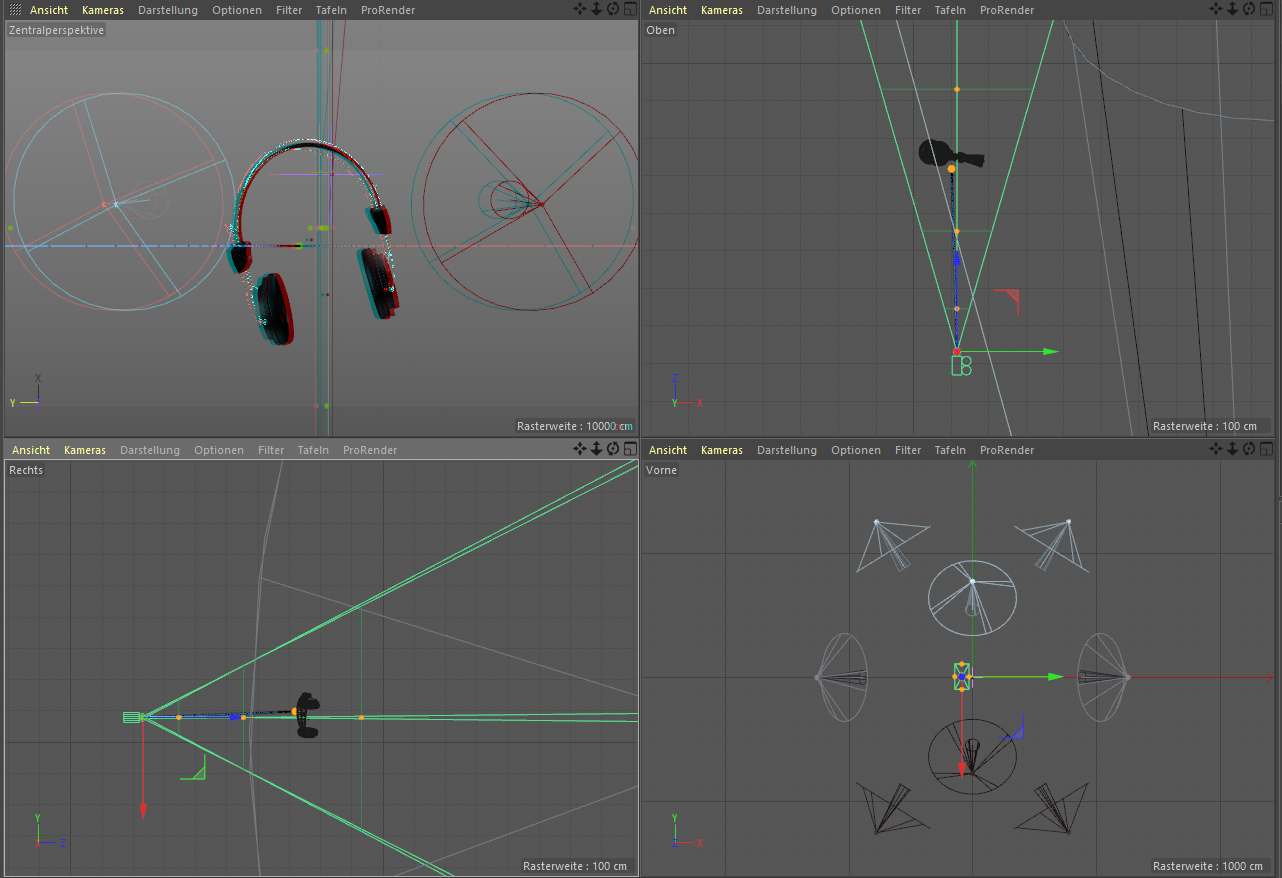 Ansicht Kameras Darstellung Optionen Filter Tafeln ProRender
Zentralperspektive
X
Y
Rasterweite : 10000 cm
Ansicht Kameras Darstellung Optionen Filter Tafeln ProRender
Oben
Z
Y X
Rasterweite : 100 cm
Ansicht Kameras Darstellung Optionen Filter Tafeln ProRender
Rechts
Y
X Z
Rasterweite : 100 cm
Ansicht Kameras Darstellung Optionen Filter Tafeln ProRender
Vorne
Y
Z X
Rasterweite : 1000 cm